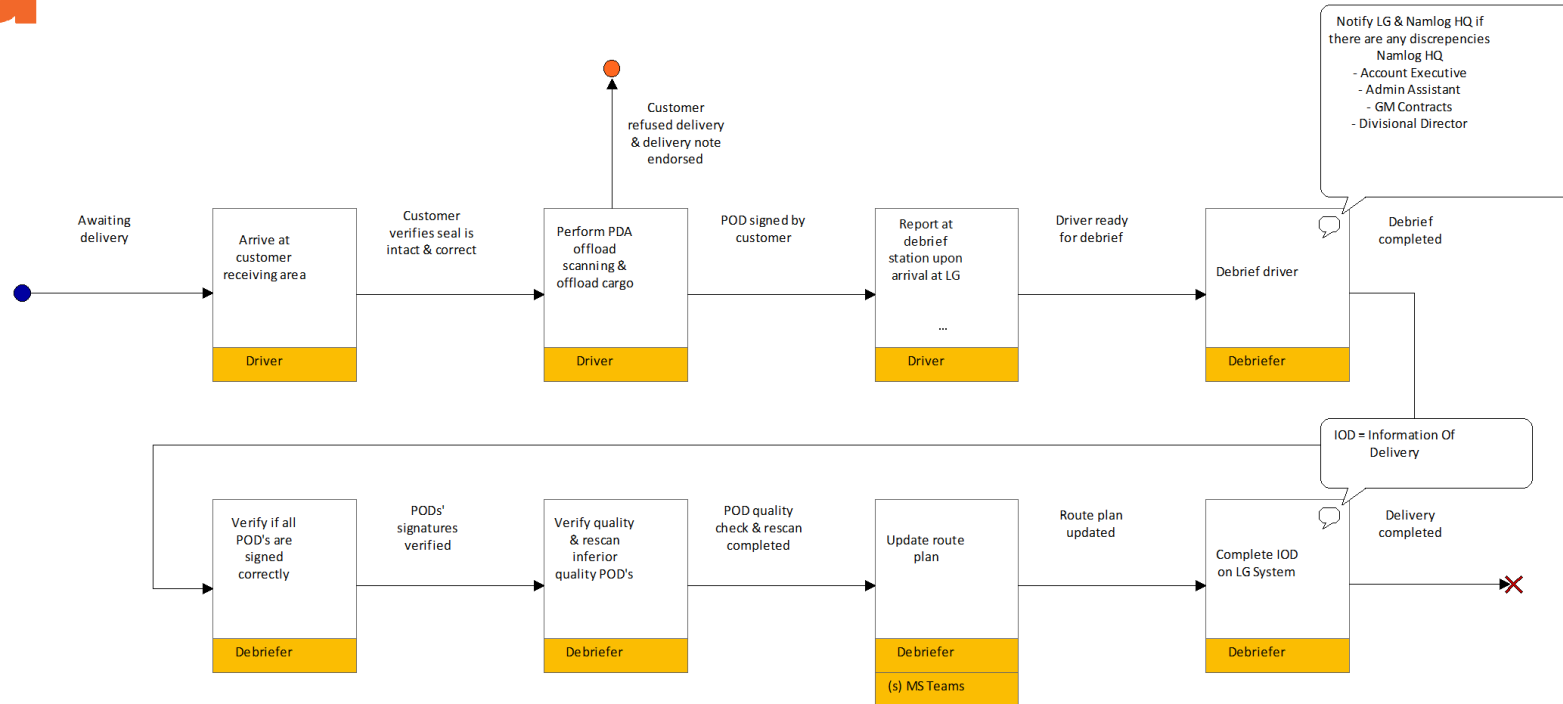 Notify LG & Namlog HQ if
there are any discrepencies
Namlog HQ
- Account Executive
- Admin Assistant
- GM Contracts
- Divisional Director
Customer
refused delivery
& delivery note
endorsed
Awaiting
delivery
Arrive at
customer
receiving area
Driver
Customer
verifies seal is
intact & correct
Perform PDA
offload
scanning &
offload cargo
Driver
POD signed by
customer
Report at
debrief
station upon
arrival at LG
...
Driver
Driver ready
for debrief
Debrief driver
Debriefer
Debrief
completed
IOD = Information Of
Delivery
Verify if all
POD's are
signed
correctly
Debriefer
PODs'
signatures
verified
Verify quality
& rescan
inferior
quality POD's
Debriefer
POD quality
check & rescan
completed
Update route
plan
Debriefer
(s) MS Teams
Route plan
updated
Complete IOD
on LG System
Debriefer
Delivery
completed